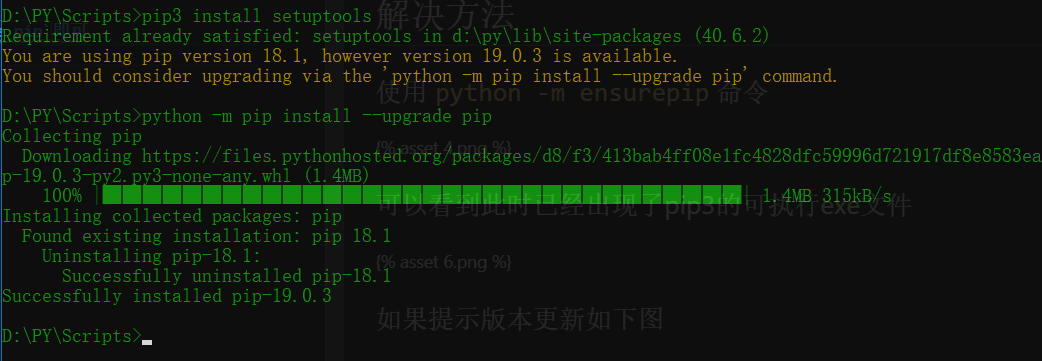 D:\PY\Scripts>pip3 install setuptools
Requirement already satisfied: setuptools in d:\py\lib\site-packages (40.6.2)
You are using pip version 18.1, however version 19.0.3 is available.
You should consider upgrading via the 'python -m pip install --upgrade pip' command.
D:\PY\Scripts>python -m pip install --upgrade pip
Collecting pip
Downloading https://files.pythonhosted.org/packages/d8/f3/413bab4ff08e1fc4828dfc59996d721917df8e8583ea
p-19.0.3-py2.py3-none-any.whl (1.4MB)
100% 1.4MB 315kB/s
Installing collected packages: pip
Found existing installation: pip 18.1
Uninstalling pip-18.1:
Successfully uninstalled pip-18.1
Successfully installed pip-19.0.3
D:\PY\Scripts>
解决方法
使用 python -m ensurepip 命令
{% asset 4.png %}
可以看到此时已经出现了pip3的可执行exe文件
{% asset 6.png %}
如果提示版本更新如下图